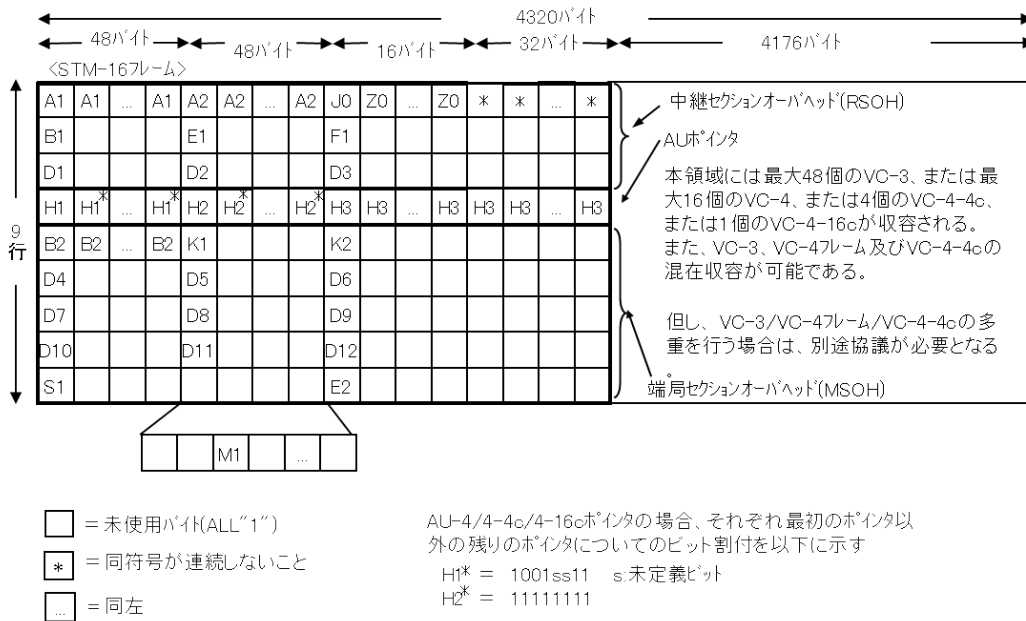 4320ﾊﾞｲﾄ
48ﾊﾞｲﾄ 48ﾊﾞｲﾄ 16ﾊﾞｲﾄ 32ﾊﾞｲﾄ 4176ﾊﾞｲﾄ
〈STM-16ﾌﾚｰﾑ〉
A1 A1 ... A1 A2 A2 ... A2 J0 Z0 ... Z0 * * ... *
B1 E1 F1
D1 D2 D3
H1 H1* ... H1* H2 H2* ... H2* H3 H3 ... H3 H3 H3 ... H3
B2 B2 ... B2 K1 K2
D4 D5 D6
D7 D8 D9
D10 D11 D12
S1 E2
9
行
M1 ...
中継ｾｸｼｮﾝｵｰﾊﾞﾍｯﾄﾞ(RSOH)
AUﾎﾟｲﾝﾀ
本領域には最大48個のVC-3、または最
大16個のVC-4、または4個のVC-4-4c、
または1個のVC-4-16cが収容される。
また、VC-3、VC-4ﾌﾚｰﾑ及びVC-4-4cの
混在収容が可能である。
但し、VC-3/VC-4ﾌﾚｰﾑ/VC-4-4cの多
重を行う場合は、別途協議が必要となる
。
端局ｾｸｼｮﾝｵｰﾊﾞﾍｯﾄﾞ(MSOH)
= 未使用ﾊﾞｲﾄ(ALL"1")
* = 同符号が連続しないこと
... = 同左
AU-4/4-4c/4-16cﾎﾟｲﾝﾀの場合、それぞれ最初のﾎﾟｲﾝﾀ以
外の残りのﾎﾟｲﾝﾀについてのﾋﾞｯﾄ割付を以下に示す
H1* = 1001ss11 s:未定義ﾋﾞｯﾄ
H2* = 11111111